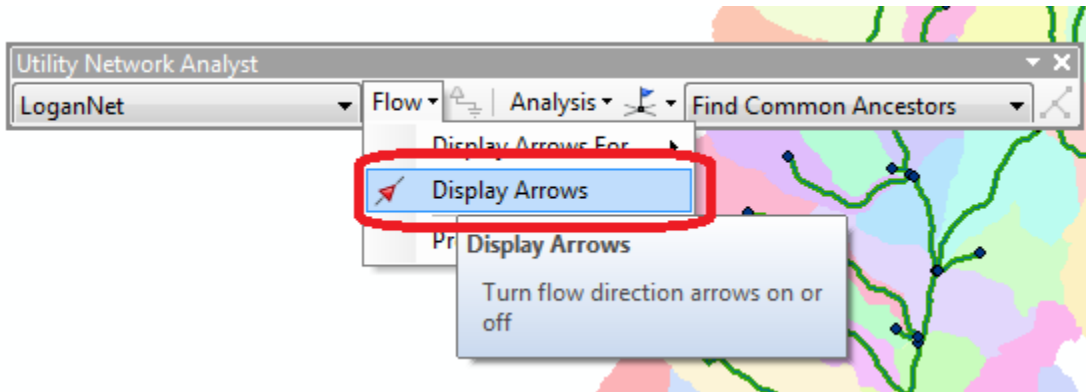 Utility Network Analyst
LoganNet Flow Analysis Find Common Ancestors
Display Arrows For
Display Arrows
Pr
Display Arrows
Turn flow direction arrows on or
off